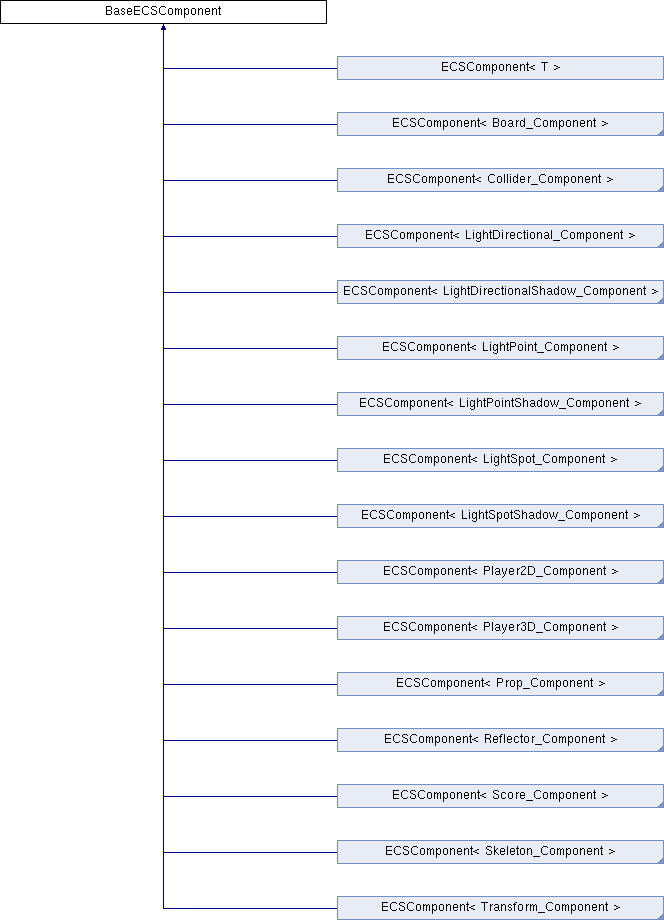 BaseECSComponent
ECSComponent< T >
ECSComponent< Board_Component >
ECSComponent< Collider_Component >
ECSComponent< LightDirectional_Component >
ECSComponent< LightDirectionalShadow_Component >
ECSComponent< LightPoint_Component >
ECSComponent< LightPointShadow_Component >
ECSComponent< LightSpot_Component >
ECSComponent< LightSpotShadow_Component >
ECSComponent< Player2D_Component >
ECSComponent< Player3D_Component >
ECSComponent< Prop_Component >
ECSComponent< Reflector_Component >
ECSComponent< Score_Component >
ECSComponent< Skeleton_Component >
ECSComponent< Transform_Component >